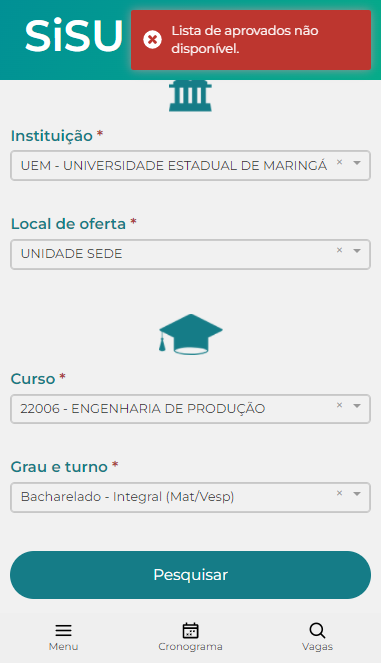 SiSU
Lista de aprovados não
disponível.
Instituição *
UEM - UNIVERSIDADE ESTADUAL DE MARINGÁ
Local de oferta *
UNIDADE SEDE
Curso *
22006 - ENGENHARIA DE PRODUÇÃO
Grau e turno *
Bacharelado - Integral (Mat/Vesp)
Pesquisar
Menu
Cronograma
Vagas